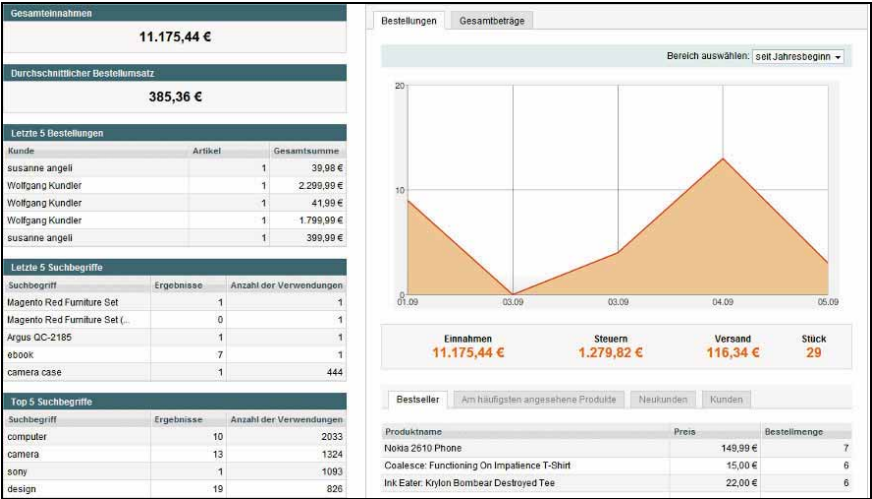 Gesamteinnahmen
11.175,44 €
Durchschnittlicher Bestellumsatz
385,36 €
Letzte 5 Bestellungen
Kunde Artikel Gesamtsumme
susanne angeli 1 39,98 €
Wolfgang Kundler 1 2.299,99 €
Wolfgang Kundler 1 41,99 €
Wolfgang Kundler 1 1.799,99 €
susanne angeli 1 399,99 €
Letzte 5 Suchbegriffe
Suchbegriff Ergebnisse Anzahl der Verwendungen
Magento Red Furniture Set 1 1
Magento Red Furniture Set (... 0 1
Argus QC-2185 1 1
ebook 7 1
camera case 1 444
Top 5 Suchbegriffe
Suchbegriff Ergebnisse Anzahl der Verwendungen
computer 10 2033
camera 13 1324
sony 1 1093
design 19 826
Bestellungen Gesamtbeträge
Bereich auswählen: seit Jahresbeginn
20
10
0
01.09 03.09 03.09 04.09 05.09
Einnahmen Steuern Versand Stück
11.175,44 € 1.279,82 € 116,34 € 29
Bestseller Am häufigsten angesehene Produkte Neukunden Kunden
Produktname Preis Bestellmenge
Nokia 2610 Phone 149,99 € 7
Coalesce: Functioning On Impatience T-Shirt 15,00 € 6
Ink Eater: Krylon Bombear Destroyed Tee 22,00 € 6